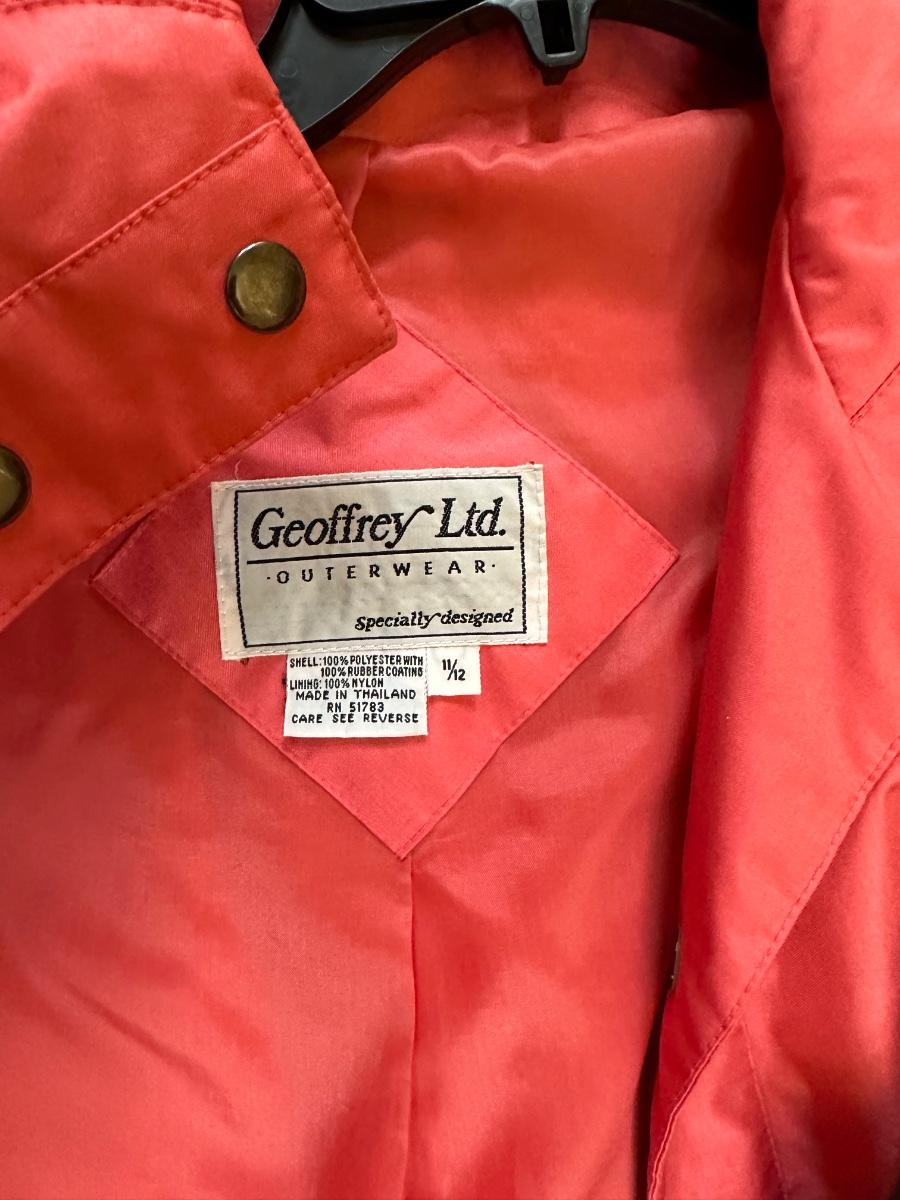 Geoffrey Ltd.
·OUTERWEAR·
Specially designed
SHELL: 100% POLYESTER WITH
100% RUBBER COATING
LINING: 100% NYLON
MADE IN THAILAND
RN 51783
CARE SEE REVERSE
11/12